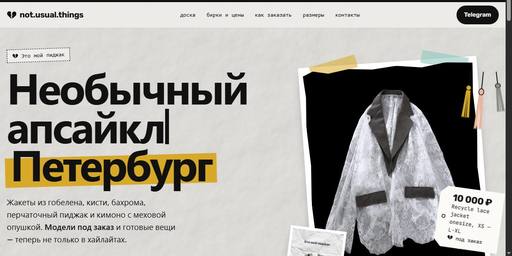 not.usual.things
доска бирки и цены как заказать размеры контакты
Telegram
Это мой пиджак
Необычный
апсайкл
Петербург
Жакеты из гобелена, кисти, бахрома,
перчаточный пиджак и кимоно с меховой
опушкой. Модели под заказ и готовые вещи
— теперь не только в хайлайтах.
10 000 ₽
Recycle lace
jacket
onesize, XS –
L-XL
под заказ